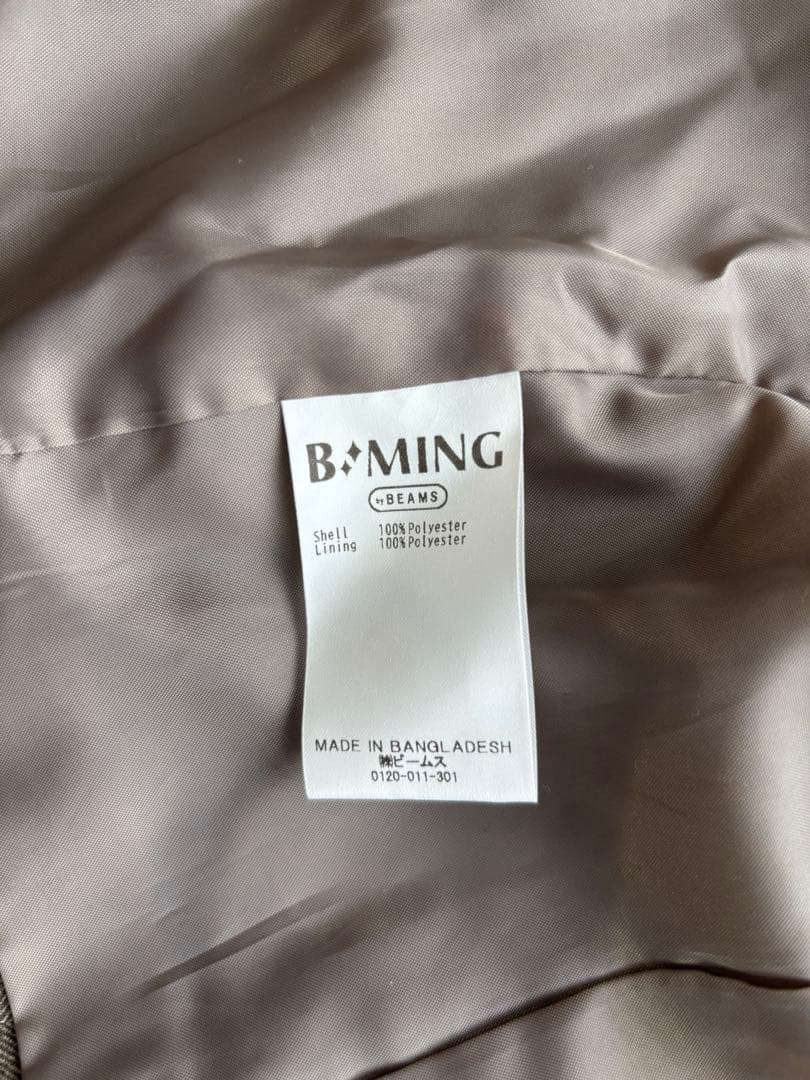 B:MING
by BEAMS
Shell 100%Polyester
Lining 100%Polyester
MADE IN BANGLADESH
㈱ビームス
0120-011-301